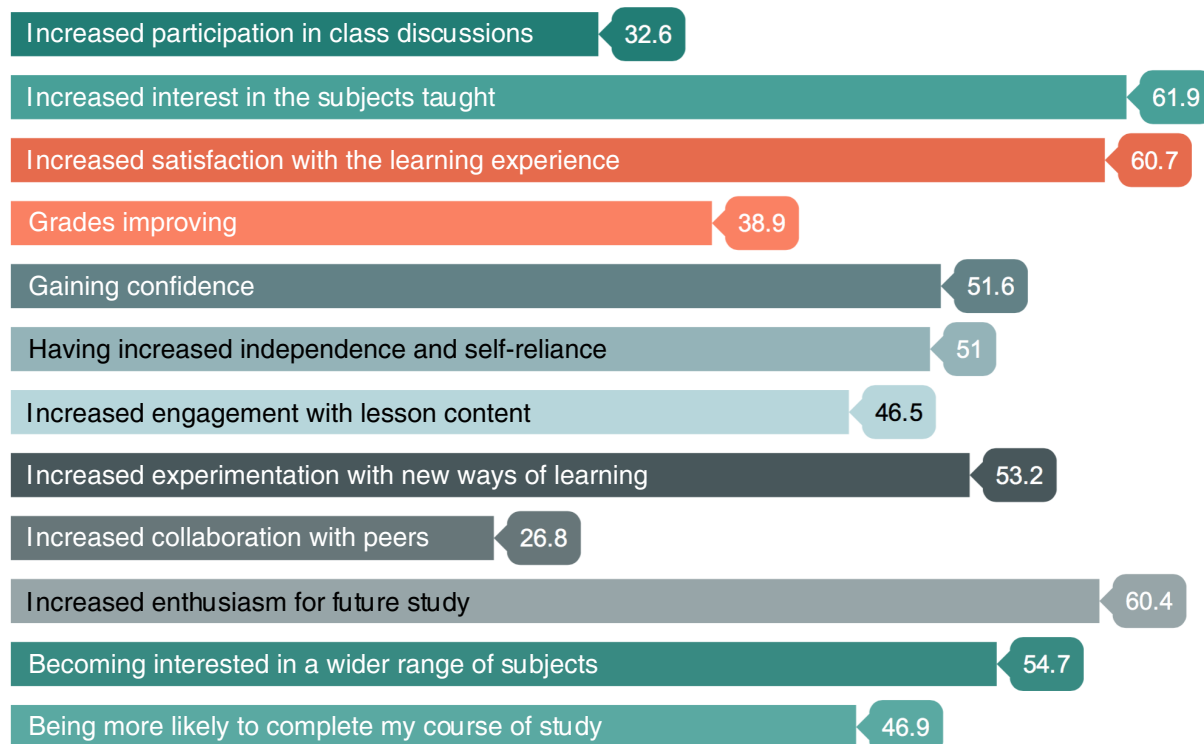 Increased participation in class discussions 32.6
Increased interest in the subjects taught 61.9
Increased satisfaction with the learning experience 60.7
Grades improving 38.9
Gaining confidence 51.6
Having increased independence and self-reliance 51
Increased engagement with lesson content 46.5
Increased experimentation with new ways of learning 53.2
Increased collaboration with peers 26.8
Increased enthusiasm for future study 60.4
Becoming interested in a wider range of subjects 54.7
Being more likely to complete my course of study 46.9